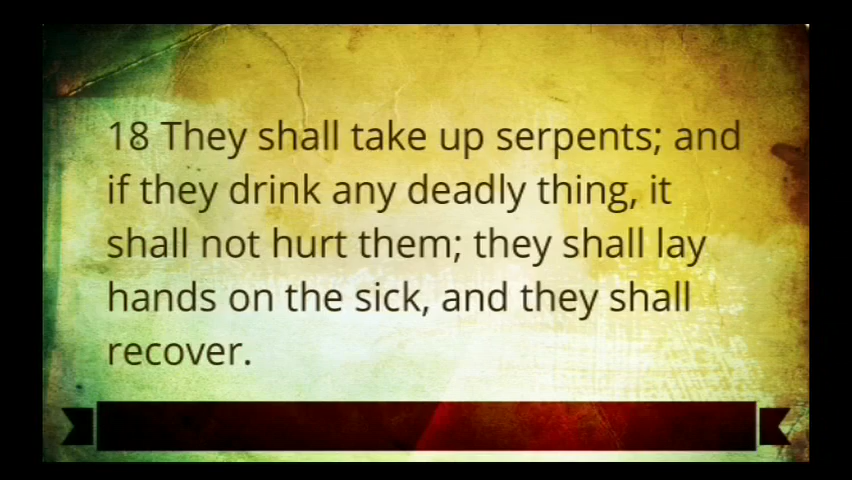 18 They shall take up serpents; and
if they drink any deadly thing, it
shall not hurt them; they shall lay
hands on the sick, and they shall
recover.